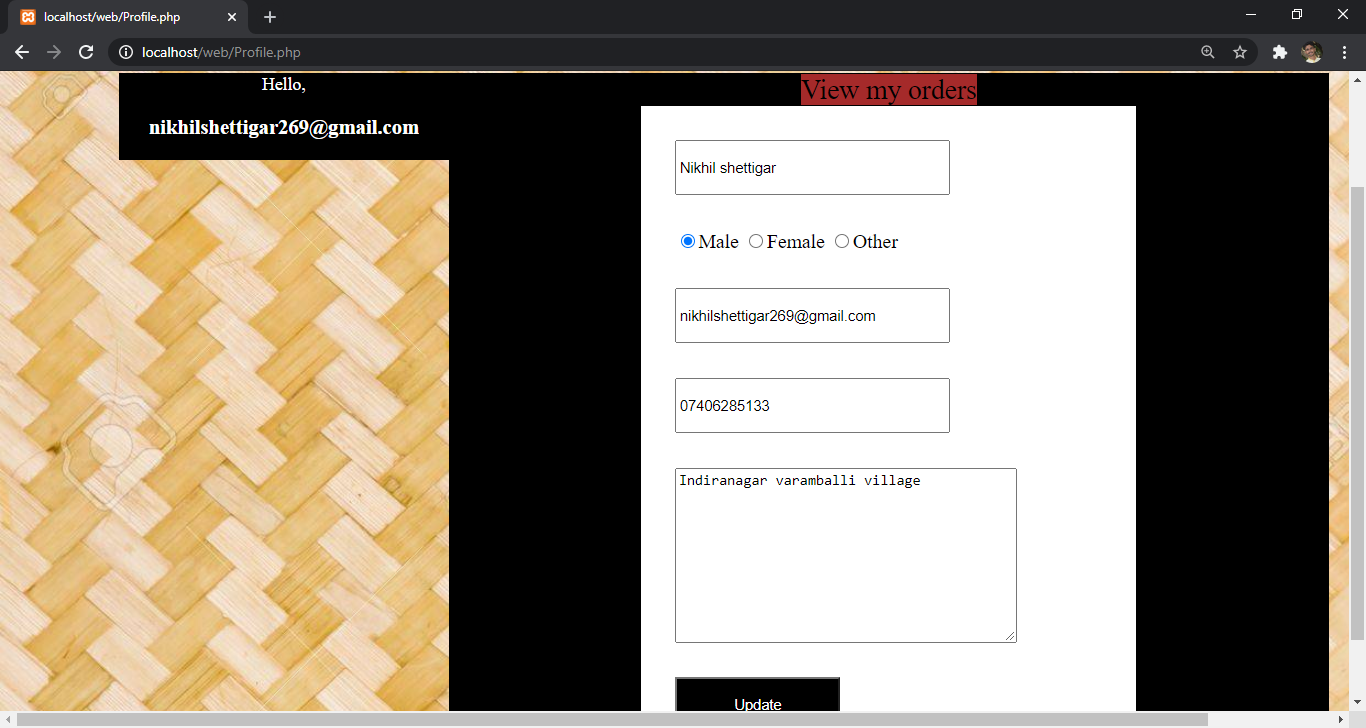 localhost/web/Profile.php
localhost/web/Profile.php
Hello,
nikhilshettigar269@gmail.com
View my orders
Nikhil shettigar
Male Female Other
nikhilshettigar269@gmail.com
07406285133
Indiranagar varamballi village
Update